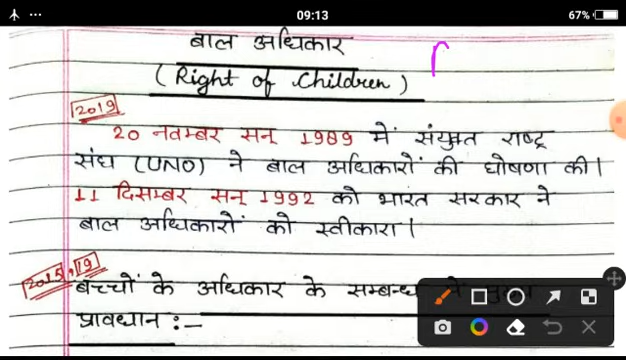 09:13
67%
बाल अधिकार
(Right of Children)
2019
20 नवम्बर सन् 1989 में संयुक्त राष्ट्र
संघ (UNO) ने बाल अधिकारों की घोषणा की।
11 दिसम्बर सन् 1992 को भारत सरकार ने
बाल अधिकारों को स्वीकारा।
2015, 19
बच्चों के अधिकार के सम्बन्ध में
प्रावधान :–